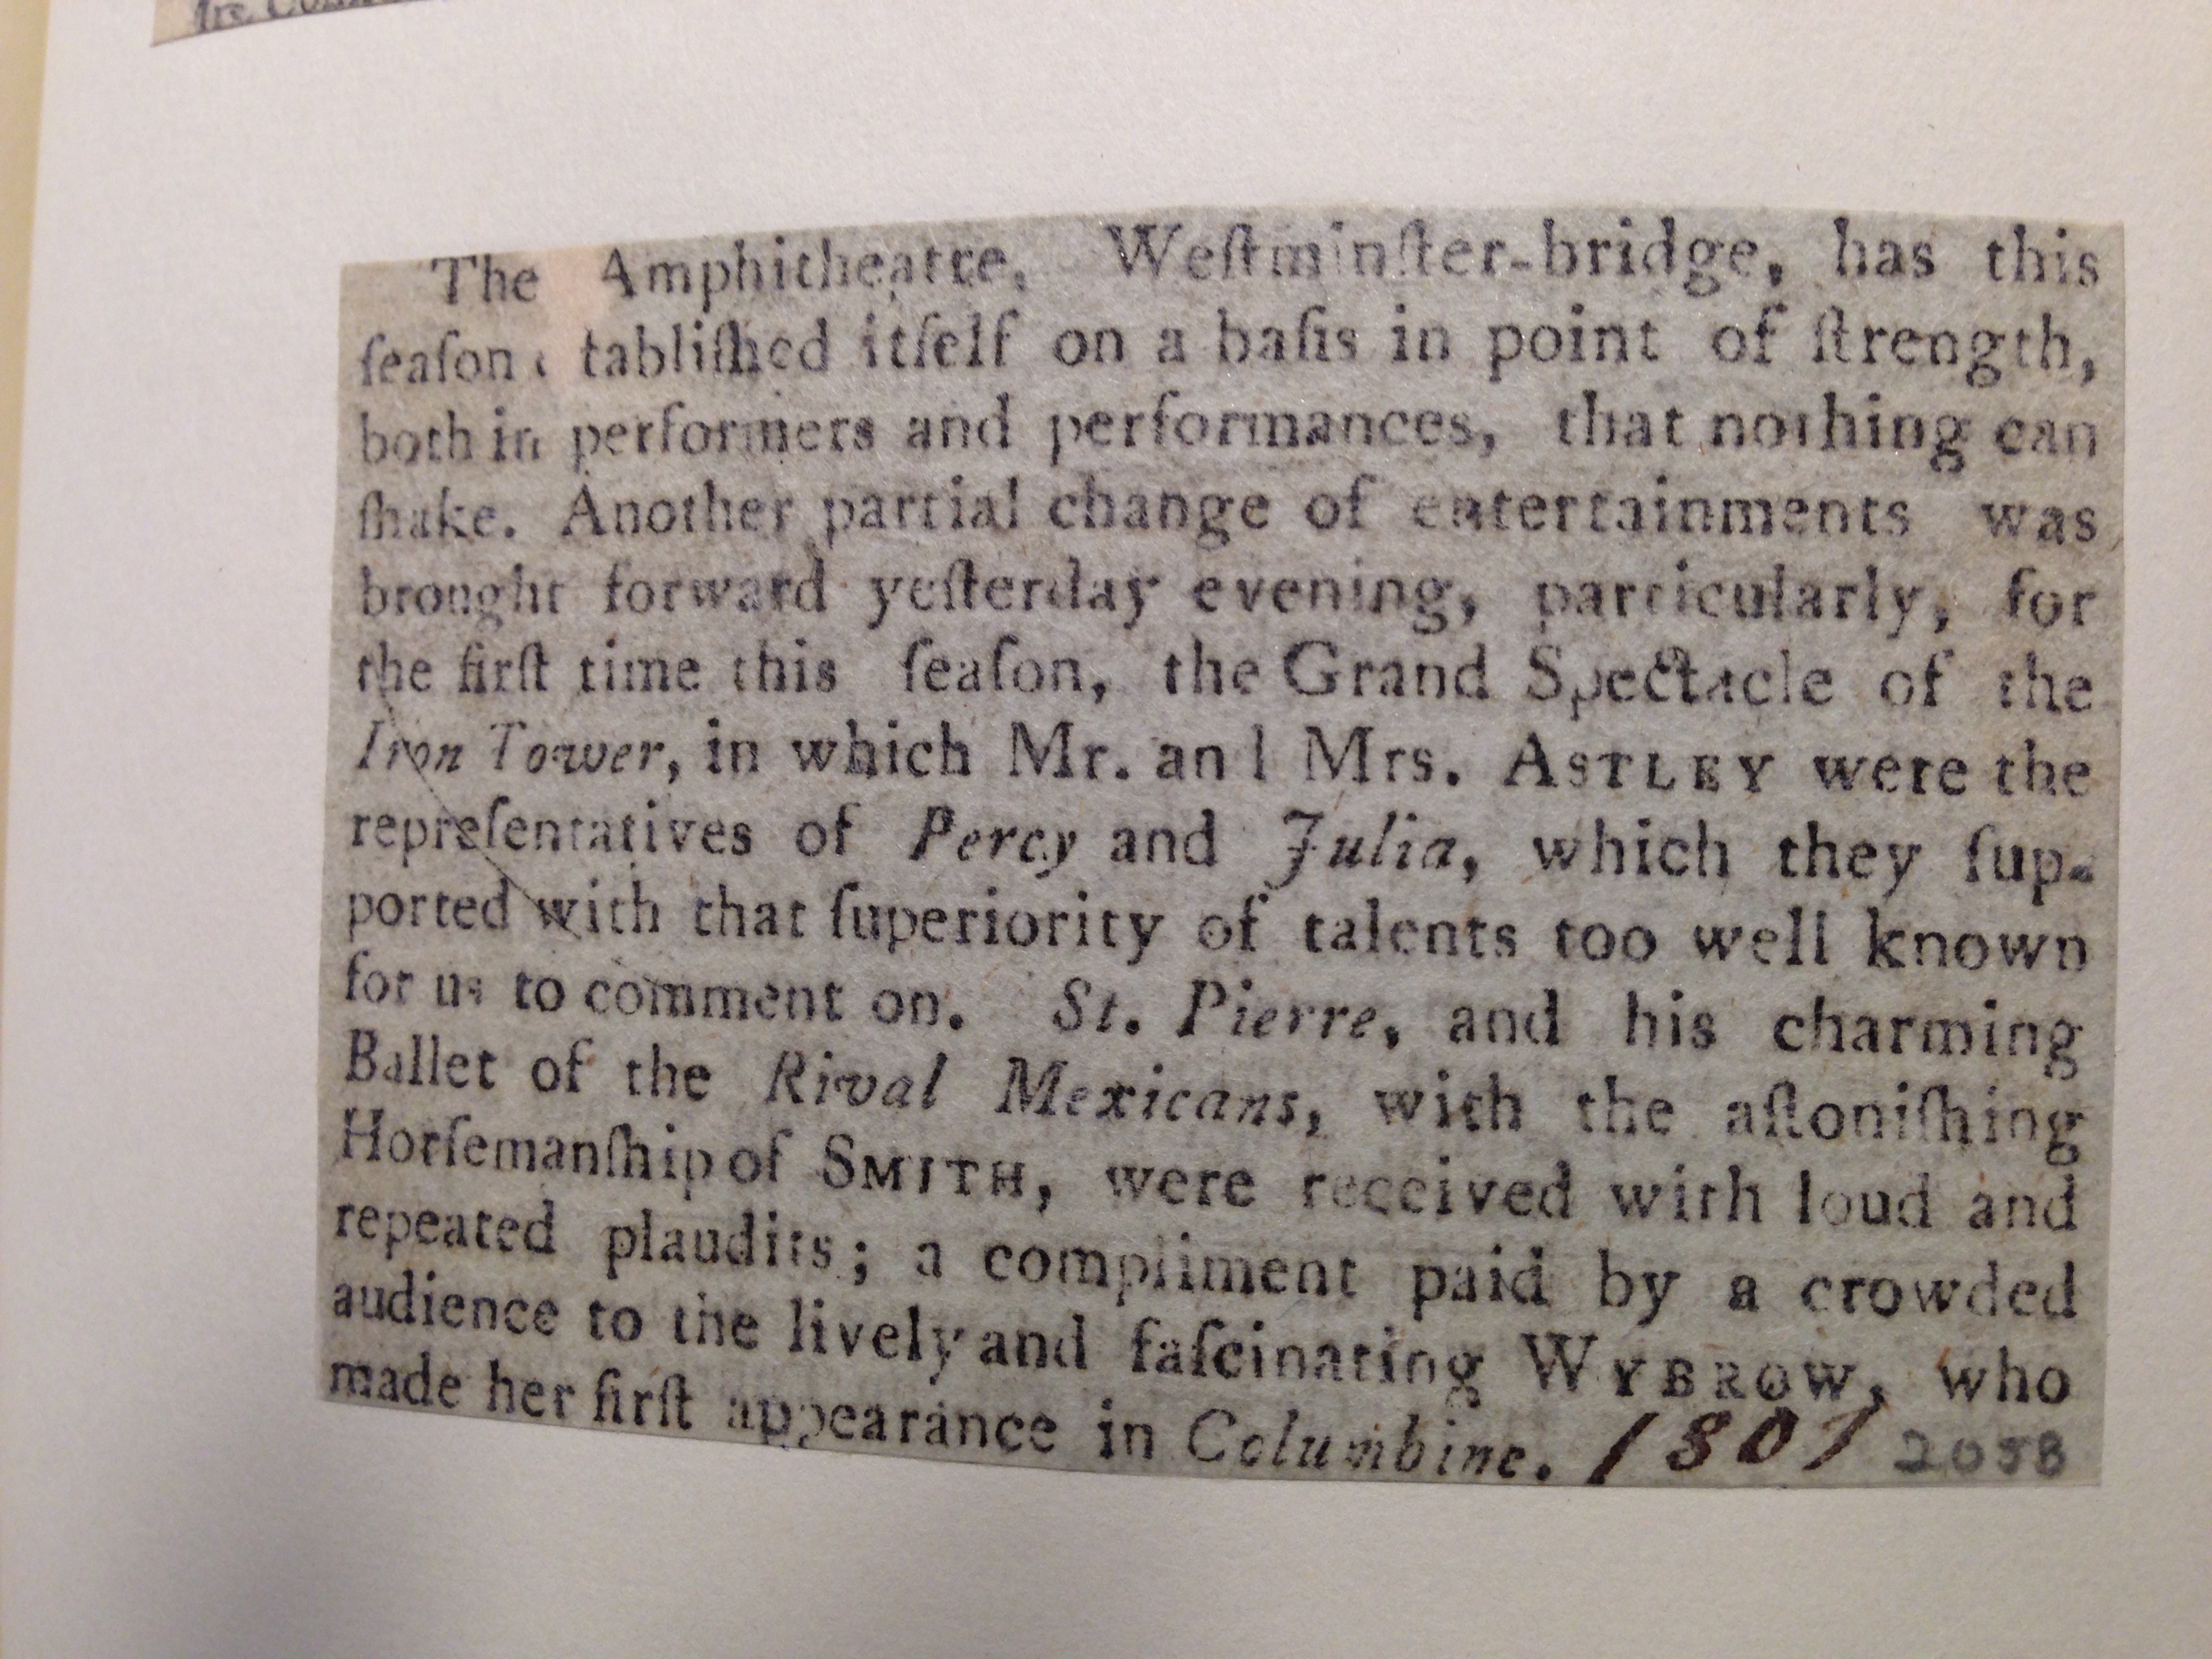 The Amphitheatre, Weſtminſter-bridge, has this
ſeaſon tabliſhed itſelf on a baſis in point of ſtrength,
both in performers and performances, that nothing can
ſhake. Another partial change of entertainments was
brought forward yeſterday evening, particularly, for
the firſt time this ſeaſon, the Grand Spectacle of the
Iron Tower, in which Mr. and Mrs. ASTLEY were the
repreſentatives of Percy and Julia, which they ſup-
ported with that ſuperiority of talents too well known
for us to comment on. St. Pierre, and his charming
Ballet of the Rival Mexicans, with the aſtoniſhing
Horſemanſhip of SMITH, were received with loud and
repeated plaudits; a compliment paid by a crowded
audience to the lively and faſcinating WYBROW, who
made her firſt appearance in Columbine. 1807 2058